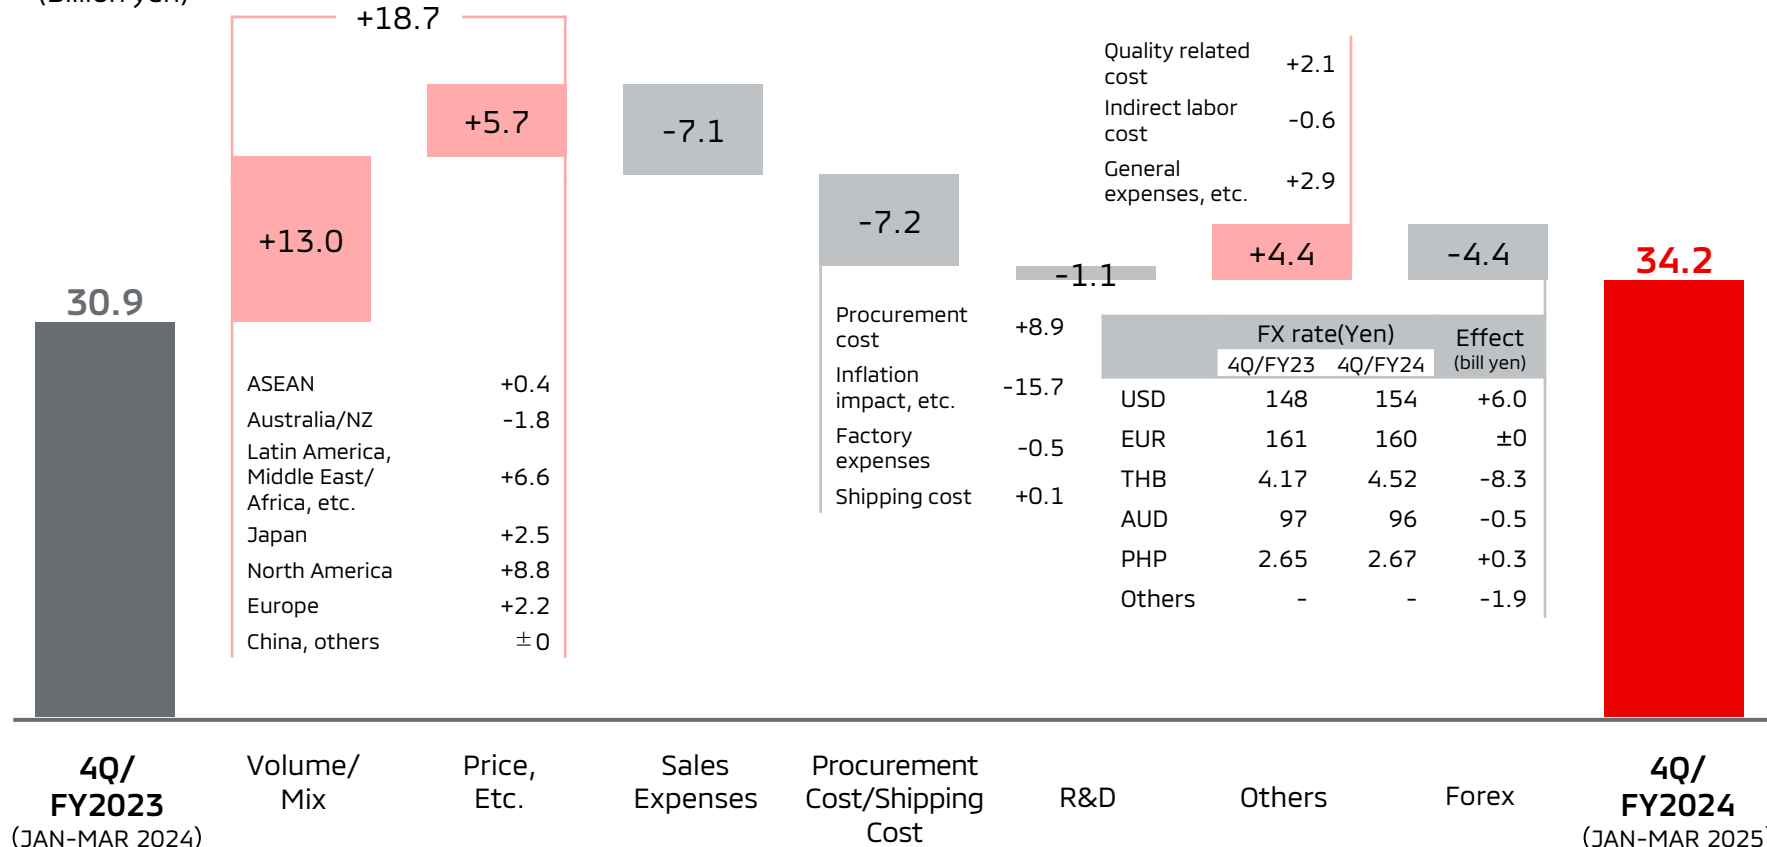 (Billion yen)
+18.7
+5.7
-7.1
+13.0
-7.2
-1.1
+4.4
-4.4
30.9
34.2
Quality related
cost
+2.1
Indirect labor
cost
-0.6
General
expenses, etc.
+2.9
ASEAN +0.4
Australia/NZ -1.8
Latin America,
Middle East/
Africa, etc.
+6.6
Japan +2.5
North America +8.8
Europe +2.2
China, others ±0
Procurement
cost
+8.9
Inflation
impact, etc.
-15.7
Factory
expenses
-0.5
Shipping cost +0.1
FX rate(Yen) Effect
4Q/FY23 4Q/FY24 (bill yen)
USD 148 154 +6.0
EUR 161 160 ±0
THB 4.17 4.52 -8.3
AUD 97 96 -0.5
PHP 2.65 2.67 +0.3
Others - - -1.9
4Q/
FY2023
(JAN-MAR 2024)
Volume/
Mix
Price,
Etc.
Sales
Expenses
Procurement
Cost/Shipping
Cost
R&D
Others
Forex
4Q/
FY2024
(JAN-MAR 2025)